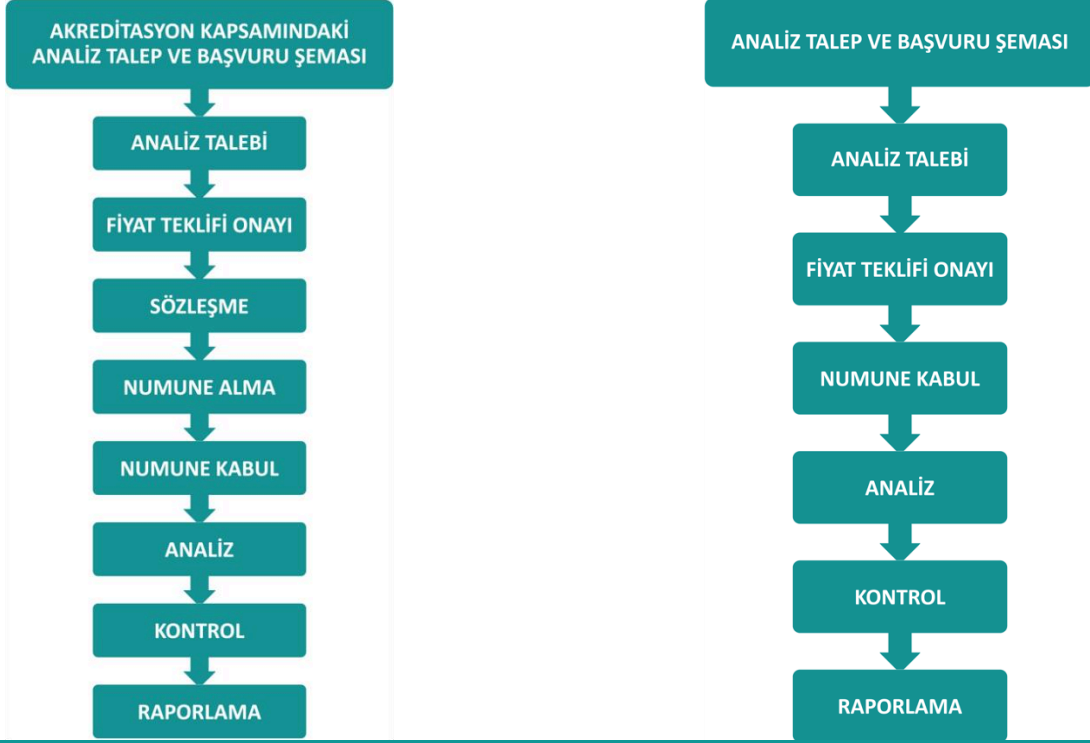 AKREDİTASYON KAPSAMINDAKİ
ANALİZ TALEP VE BAŞVURU ŞEMASI
ANALİZ TALEBİ
FİYAT TEKLİFİ ONAYI
SÖZLEŞME
NUMUNE ALMA
NUMUNE KABUL
ANALİZ
KONTROL
RAPORLAMA
ANALİZ TALEP VE BAŞVURU ŞEMASI
ANALİZ TALEBİ
FİYAT TEKLİFİ ONAYI
NUMUNE KABUL
ANALİZ
KONTROL
RAPORLAMA